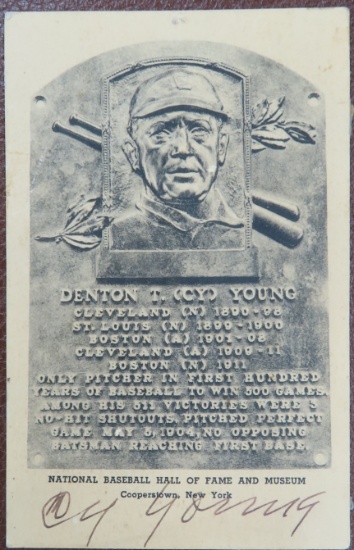 DENTON T. (CY) YOUNG
CLEVELAND (N) 1890-98
ST. LOUIS (N) 1899-1900
BOSTON (A) 1901-08
CLEVELAND (A) 1909-11
BOSTON (N) 1911
ONLY PITCHER IN FIRST HUNDRED
YEARS OF BASEBALL TO WIN 500 GAMES.
AMONG HIS 511 VICTORIES WERE 3
NO-HIT SHUTOUTS. PITCHED PERFECT
GAME MAY 5, 1904, NO OPPOSING
BATSMAN REACHING FIRST BASE.
NATIONAL BASEBALL HALL OF FAME AND MUSEUM
Cooperstown, New York
Cy Young